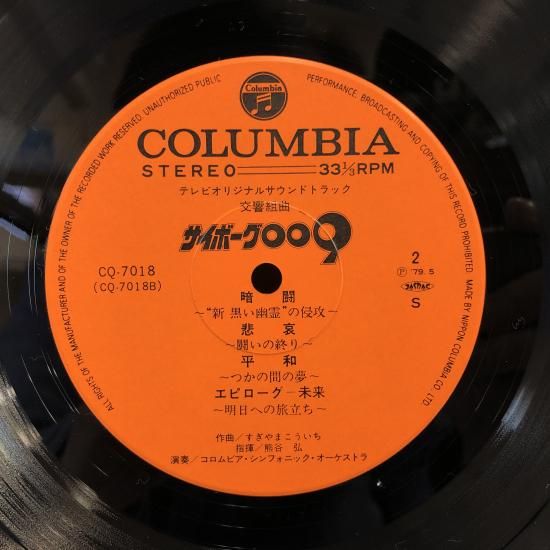 Columbia
COLUMBIA
STEREO 33 1/3 RPM
テレビオリジナルサウンドトラック
交響組曲
サイボーグ009
CQ-7018
(CQ-7018B)
2
Ⓟ '79. 5
JASRAC
S
暗闘
〜“新 黒い幽霊”の侵攻〜
悲哀
〜闘いの終り〜
平和
〜つかの間の夢〜
エピローグ−未来
〜明日への旅立ち〜
作曲/すぎやまこういち
指揮/熊谷 弘
演奏/コロムビア・シンフォニック・オーケストラ
ALL RIGHTS OF THE MANUFACTURER AND OF THE OWNER OF THE RECORDED WORK RESERVED. UNAUTHORIZED PUBLIC PERFORMANCE, BROADCASTING AND COPYING OF THIS RECORD PROHIBITED. MADE BY NIPPON COLUMBIA CO. LTD.